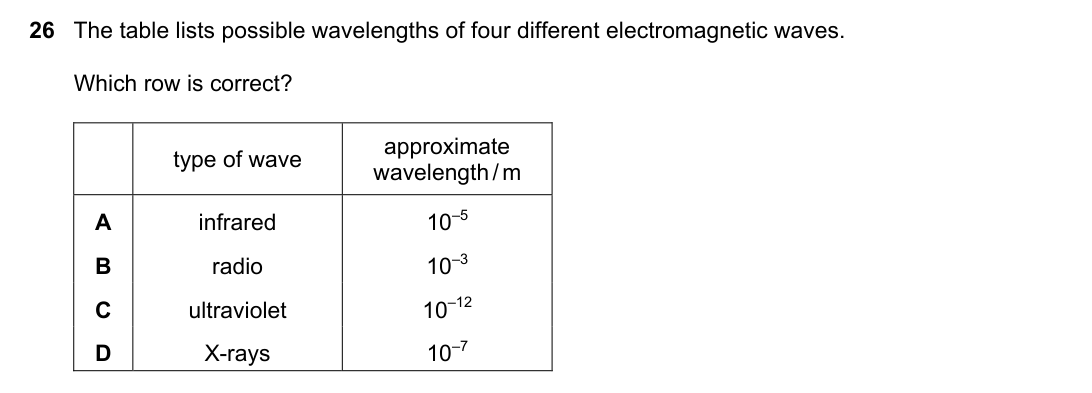 26 The table lists possible wavelengths of four different electromagnetic waves.
Which row is correct?
type of wave
approximate
wavelength / m
A infrared 10⁻⁵
B radio 10⁻³
C ultraviolet 10⁻¹²
D X-rays 10⁻⁷